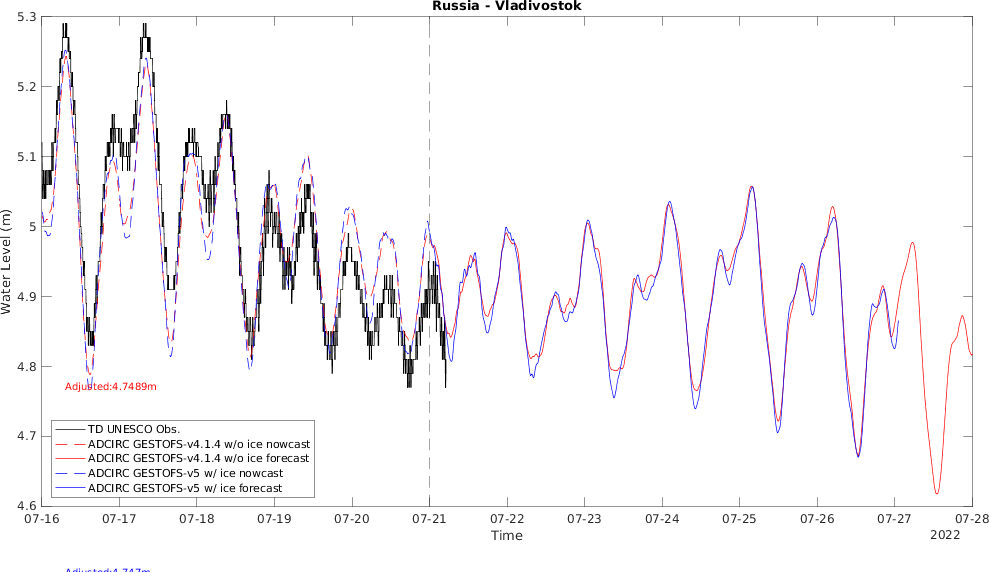 Russia - Vladivostok
5.3
5.2
5.1
5
4.9
4.8
4.7
4.6
Water Level (m)
Adjusted:4.7489m
TD UNESCO Obs.
ADCIRC GESTOFS-v4.1.4 w/o ice nowcast
ADCIRC GESTOFS-v4.1.4 w/o ice forecast
ADCIRC GESTOFS-v5 w/ ice nowcast
ADCIRC GESTOFS-v5 w/ ice forecast
07-16 07-17 07-18 07-19 07-20 07-21 07-22 07-23 07-24 07-25 07-26 07-27 07-28
Time
2022
Adjusted:4.747m